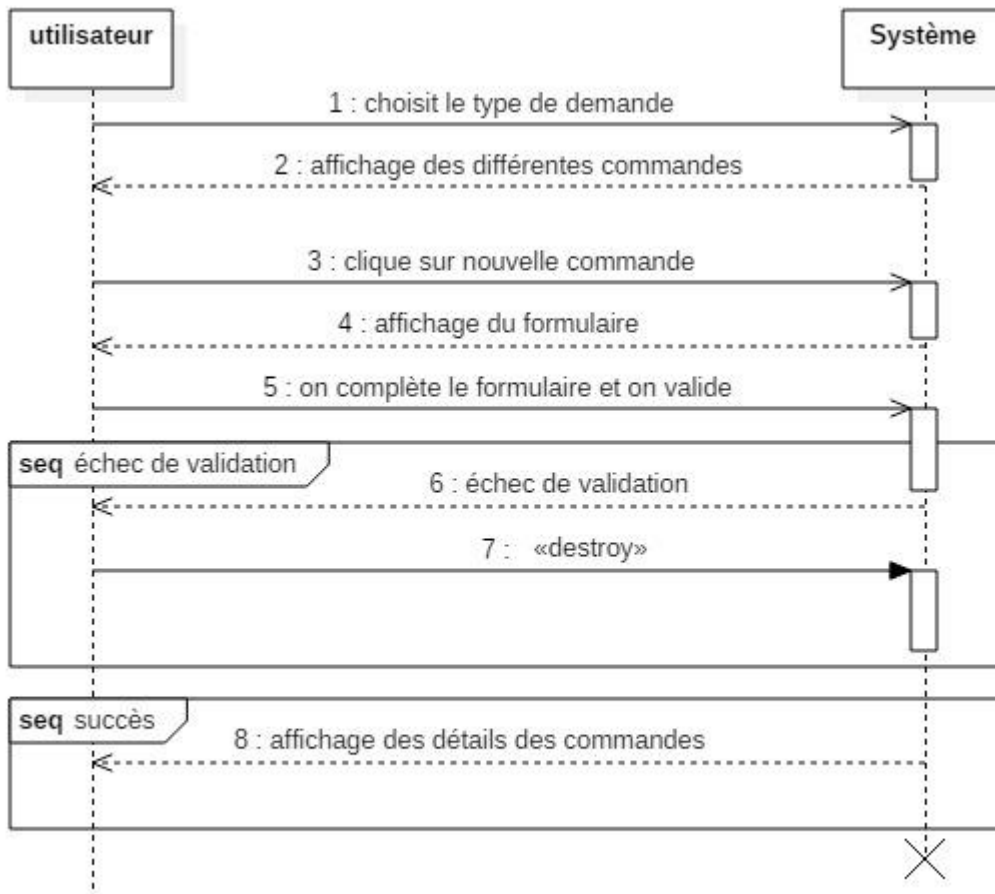 utilisateur
Système
1 : choisit le type de demande
2 : affichage des différentes commandes
3 : clique sur nouvelle commande
4 : affichage du formulaire
5 : on complète le formulaire et on valide
seq échec de validation
6 : échec de validation
7 : «destroy»
seq succès
8 : affichage des détails des commandes